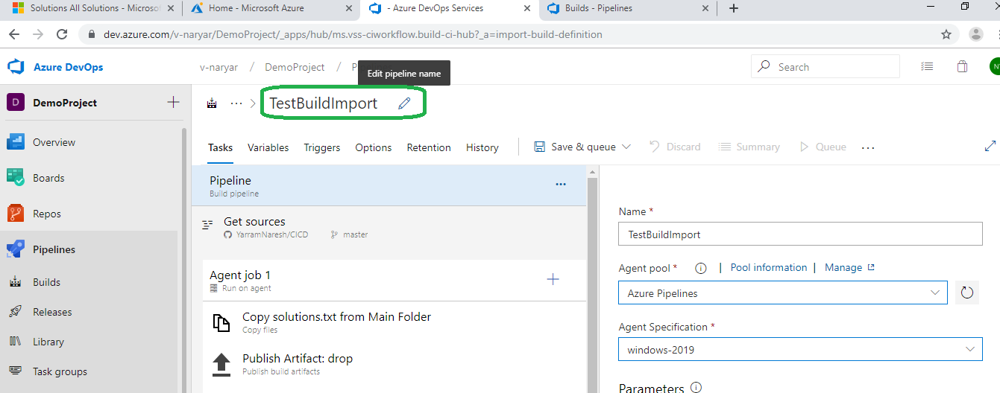 Solutions All Solutions - Microsof
Home - Microsoft Azure
- Azure DevOps Services
Builds - Pipelines
dev.azure.com/v-naryar/DemoProject/_apps/hub/ms.vss-ciworkflow.build-ci-hub?_a=import-build-definition
Azure DevOps
v-naryar / DemoProject /
Edit pipeline name
Search
D DemoProject
TestBuildImport
Overview
Boards
Repos
Pipelines
Builds
Releases
Library
Task groups
Tasks Variables Triggers Options Retention History Save & queue Discard Summary Queue ...
Pipeline
Build pipeline
Get sources
YarramNaresh/CICD master
Agent job 1
Run on agent
Copy solutions.txt from Main Folder
Copy files
Publish Artifact: drop
Publish build artifacts
Name *
TestBuildImport
Agent pool * | Pool information | Manage
Azure Pipelines
Agent Specification *
windows-2019
Parameters